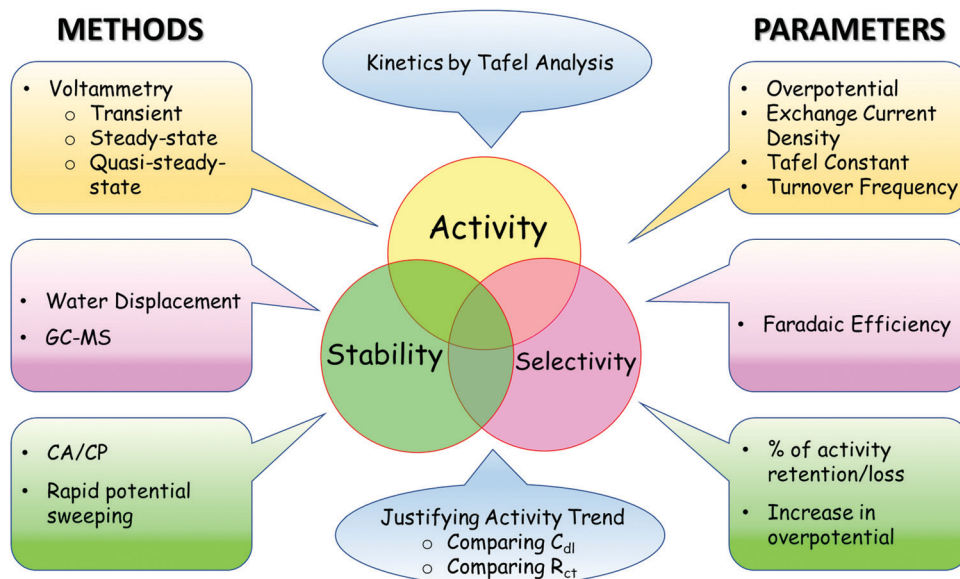 METHODS
PARAMETERS
Kinetics by Tafel Analysis
• Voltammetry
o Transient
o Steady-state
o Quasi-steady-
state
• Overpotential
• Exchange Current
Density
• Tafel Constant
• Turnover Frequency
Activity
• Water Displacement
• GC-MS
• Faradaic Efficiency
Stability
Selectivity
• CA/CP
• Rapid potential
sweeping
• % of activity
retention/loss
• Increase in
overpotential
Justifying Activity Trend
o Comparing Cdl
o Comparing Rct